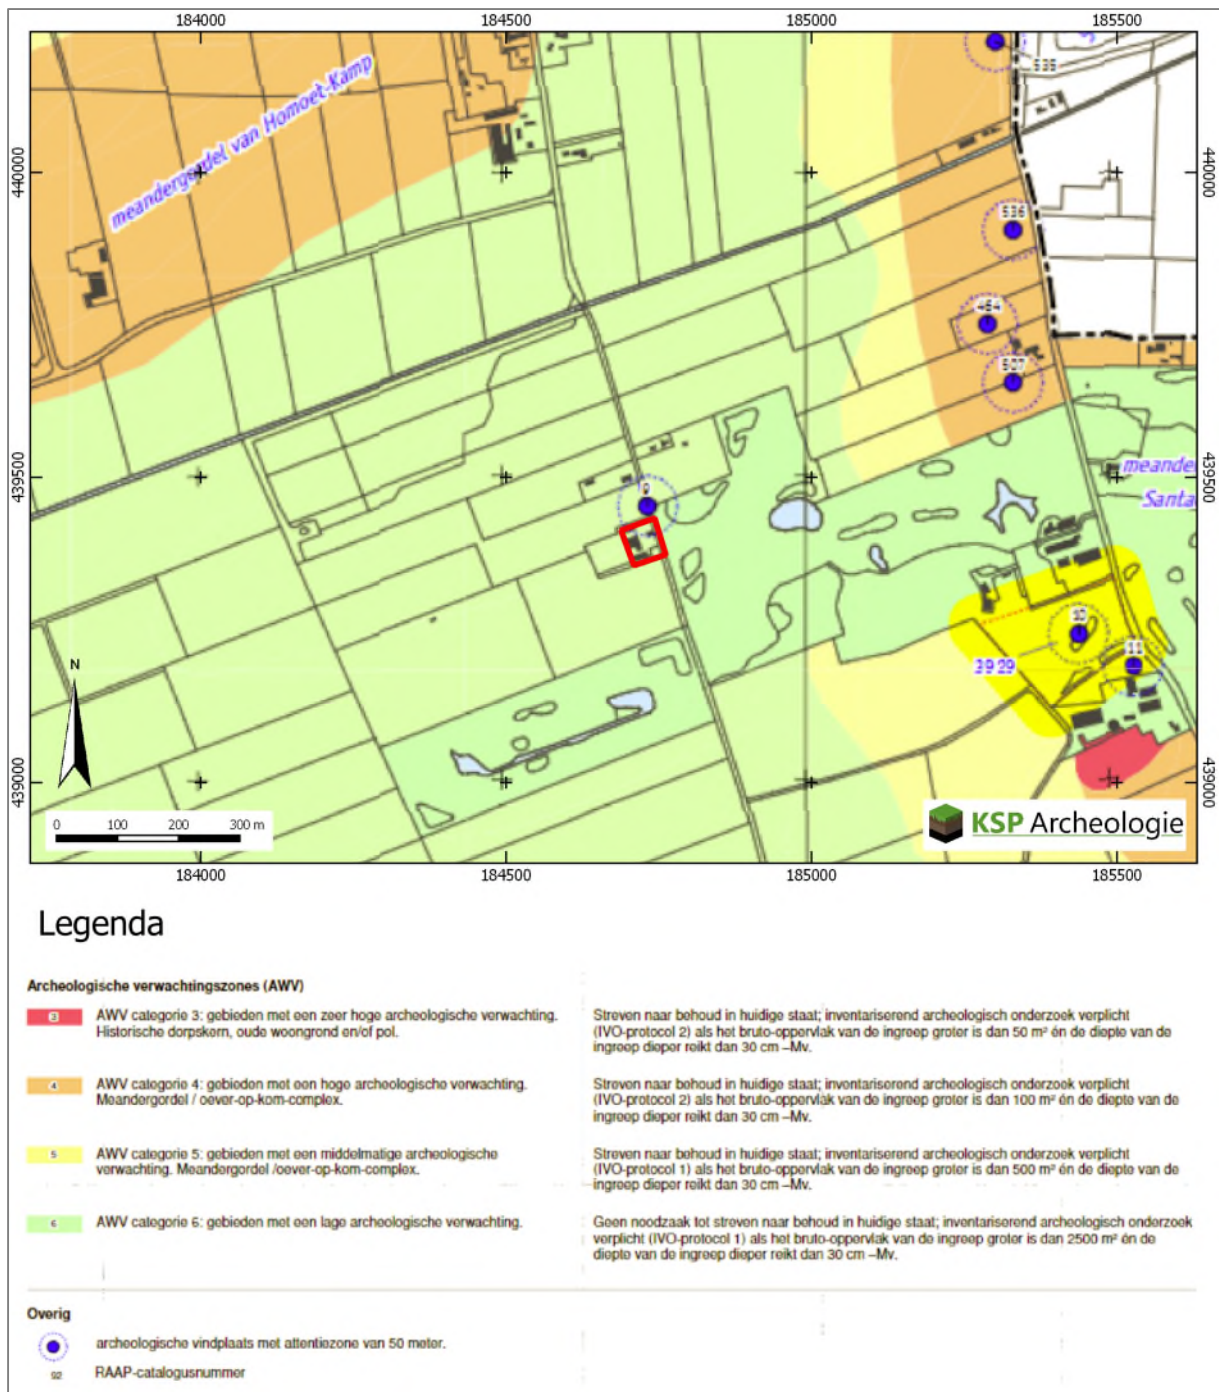 184000 184500 185000 185500
535
meandergordel van Homoet-Kamp
440000 440000
536
464
507
439500 439500
meande
Santa
9
10
11
3929
N
439000 439000
0 100 200 300 m
KSP Archeologie
184000 184500 185000 185500
Legenda
Archeologische verwachtingszones (AWV)
3 AWV categorie 3: gebieden met een zeer hoge archeologische verwachting. Streven naar behoud in huidige staat; inventariserend archeologisch onderzoek verplicht
Historische dorpskern, oude woongrond en/of pol. (IVO-protocol 2) als het bruto-oppervlak van de ingreep groter is dan 50 m² én de diepte van de
ingreep dieper reikt dan 30 cm –Mv.
4 AWV categorie 4: gebieden met een hoge archeologische verwachting. Streven naar behoud in huidige staat; inventariserend archeologisch onderzoek verplicht
Meandergordel / oever-op-kom-complex. (IVO-protocol 2) als het bruto-oppervlak van de ingreep groter is dan 100 m² én de diepte van de
ingreep dieper reikt dan 30 cm –Mv.
5 AWV categorie 5: gebieden met een middelmatige archeologische Streven naar behoud in huidige staat; inventariserend archeologisch onderzoek verplicht
verwachting. Meandergordel /oever-op-kom-complex. (IVO-protocol 1) als het bruto-oppervlak van de ingreep groter is dan 500 m² én de diepte van de
ingreep dieper reikt dan 30 cm –Mv.
6 AWV categorie 6: gebieden met een lage archeologische verwachting. Geen noodzaak tot streven naar behoud in huidige staat; inventariserend archeologisch onderzoek
verplicht (IVO-protocol 1) als het bruto-oppervlak van de ingreep groter is dan 2500 m² én de
diepte van de ingreep dieper reikt dan 30 cm –Mv.
Overig
archeologische vindplaats met attentiezone van 50 meter.
92 RAAP-catalogusnummer